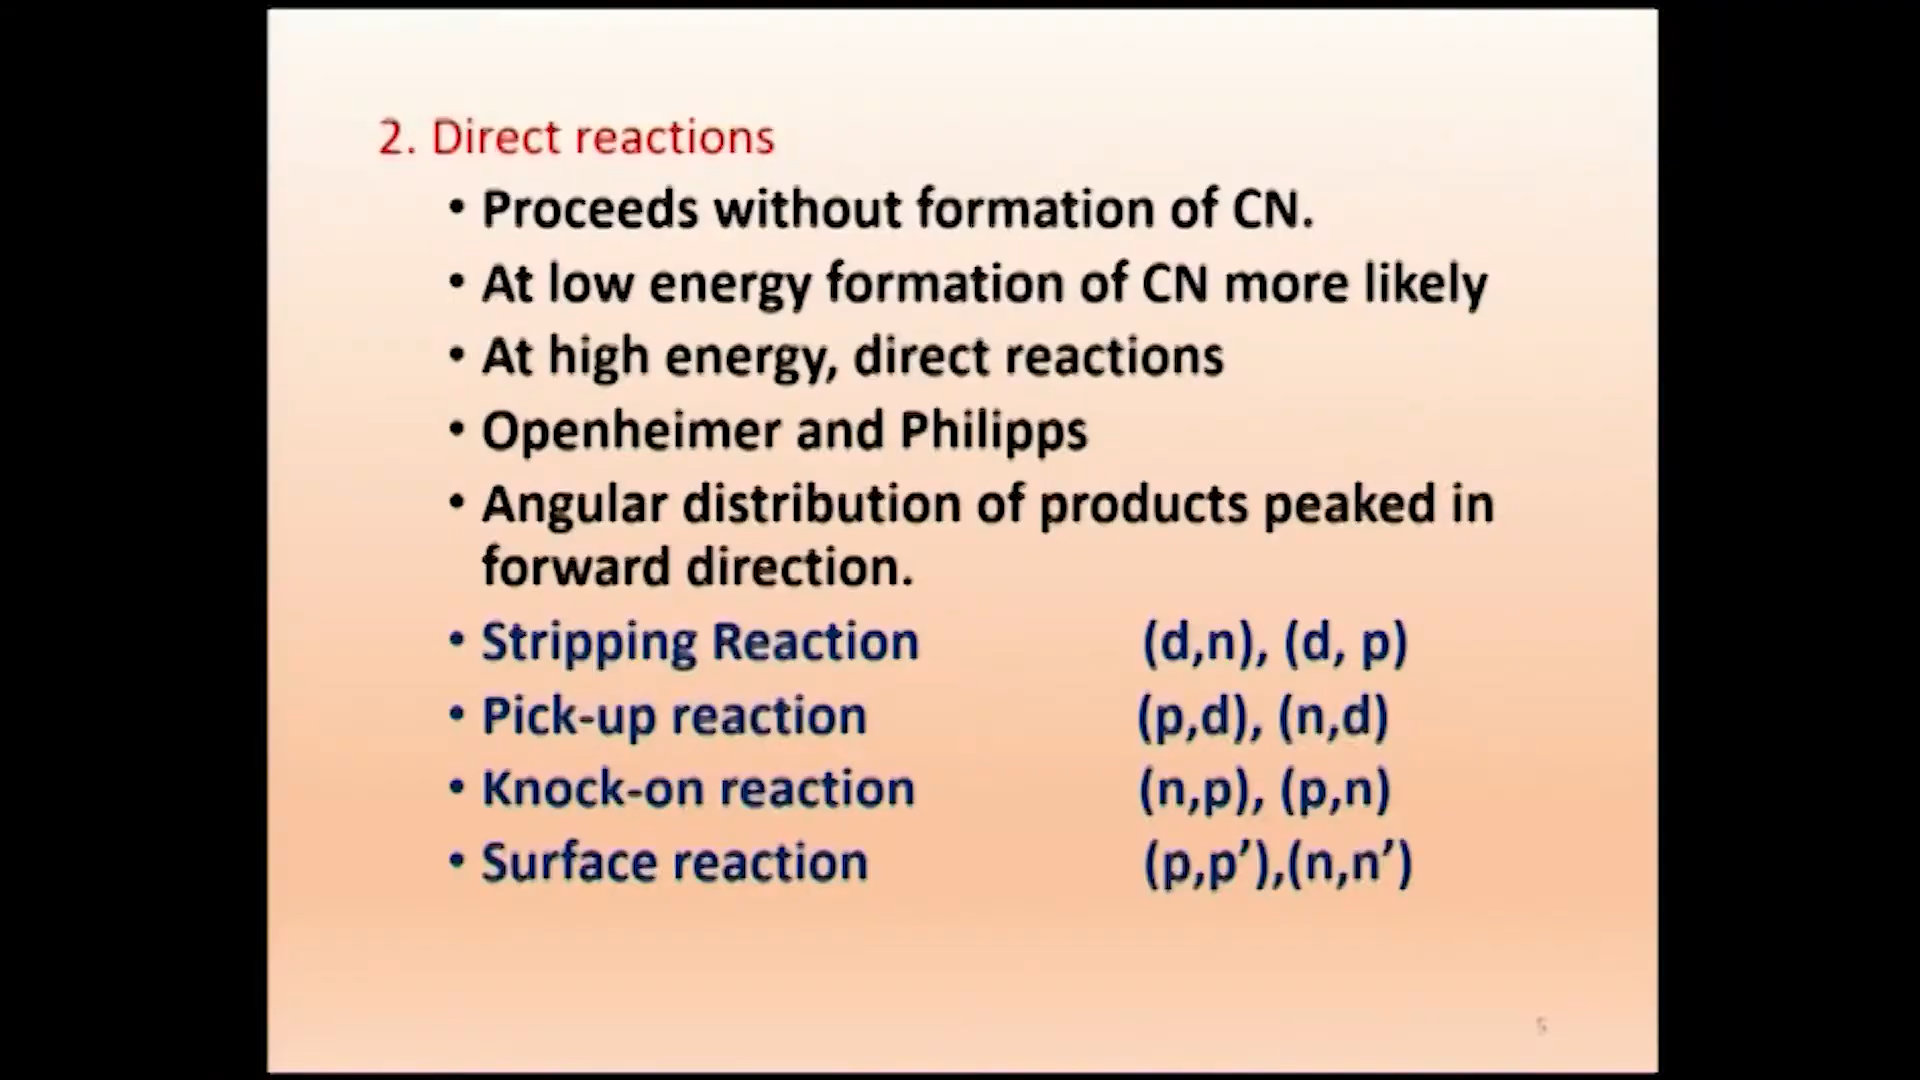 2. Direct reactions
• Proceeds without formation of CN.
• At low energy formation of CN more likely
• At high energy, direct reactions
• Openheimer and Philipps
• Angular distribution of products peaked in
forward direction.
• Stripping Reaction (d,n), (d, p)
• Pick-up reaction (p,d), (n,d)
• Knock-on reaction (n,p), (p,n)
• Surface reaction (p,p’),(n,n’)
5